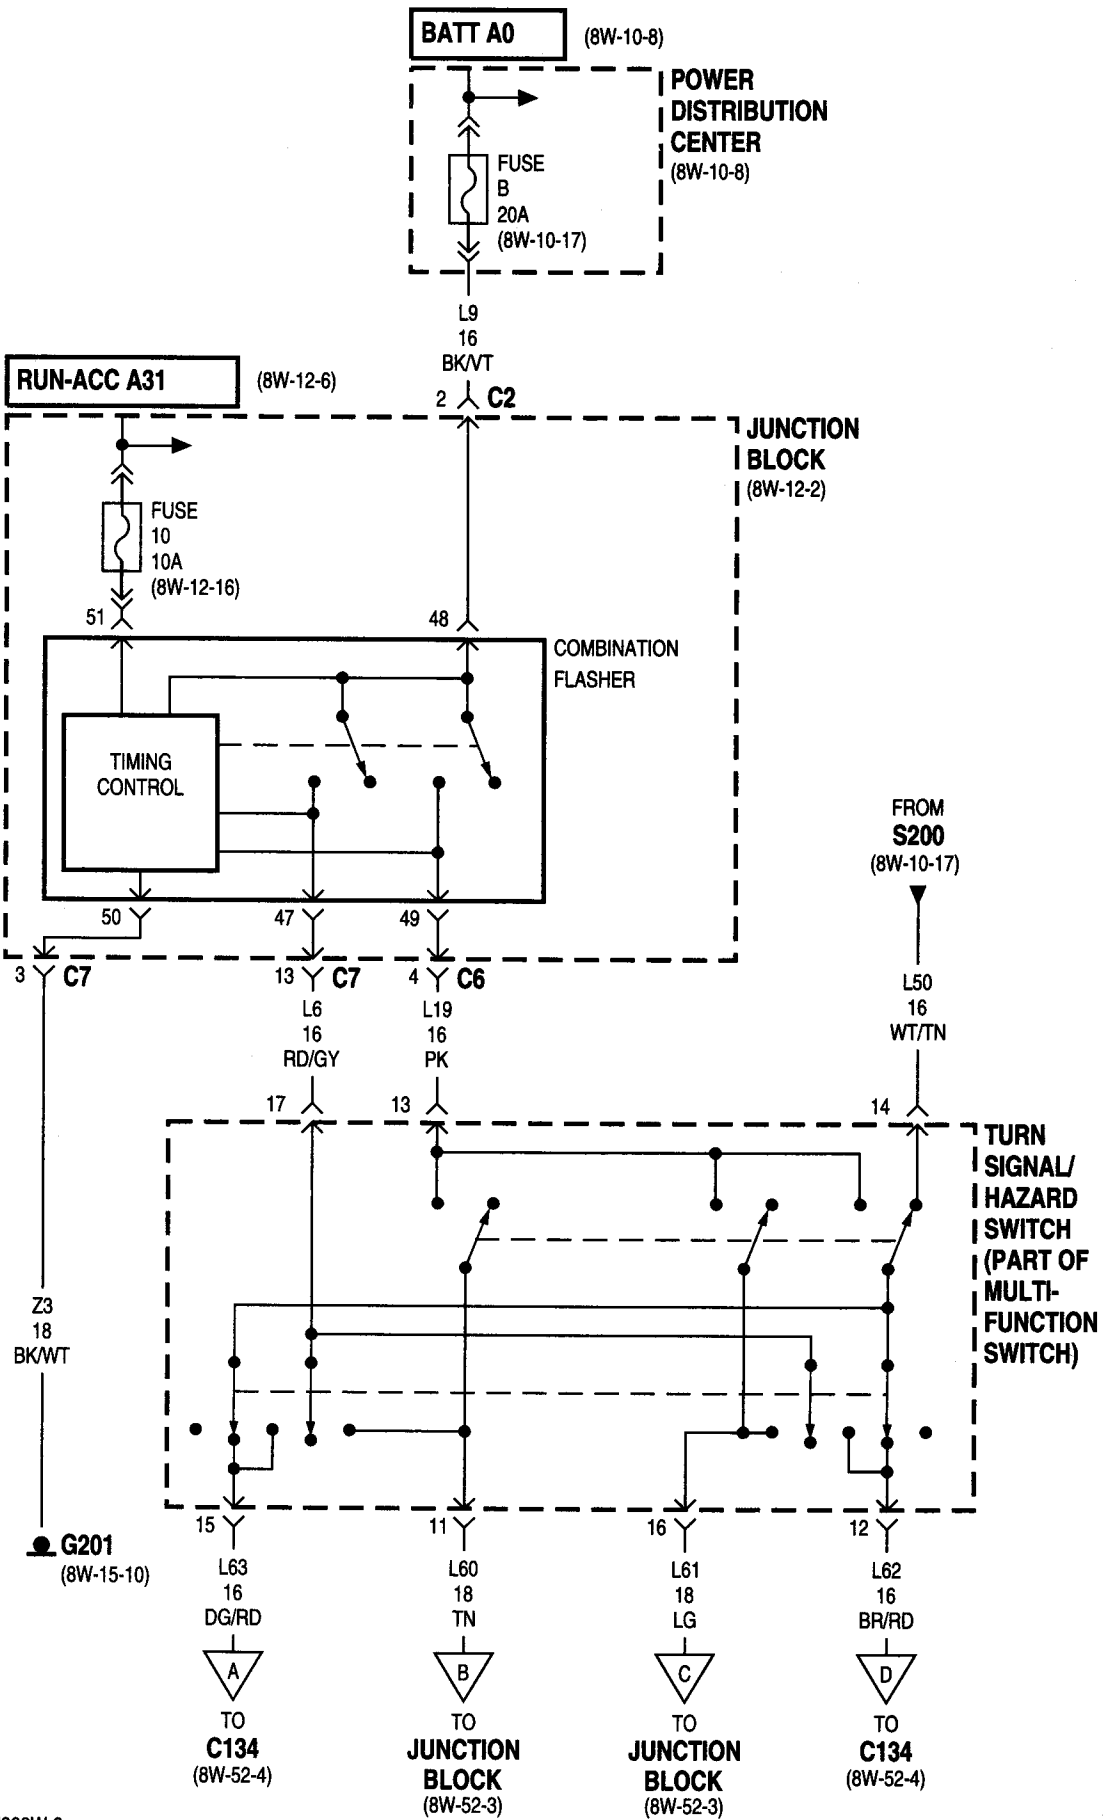 BATT A0
(8W-10-8)
POWER
DISTRIBUTION
CENTER
(8W-10-8)
FUSE
B
20A
(8W-10-17)
L9
16
BK/VT
2
C2
RUN-ACC A31
(8W-12-6)
JUNCTION
BLOCK
(8W-12-2)
FUSE
10
10A
(8W-12-16)
51
48
COMBINATION
FLASHER
TIMING
CONTROL
50
47
49
3
C7
13
C7
4
C6
FROM
S200
(8W-10-17)
L50
16
WT/TN
L6
16
RD/GY
L19
16
PK
17
13
14
TURN
SIGNAL/
HAZARD
SWITCH
(PART OF
MULTI-
FUNCTION
SWITCH)
Z3
18
BK/WT
G201
(8W-15-10)
15
11
16
12
L63
16
DG/RD
L60
18
TN
L61
18
LG
L62
16
BR/RD
A
B
C
D
TO
C134
(8W-52-4)
TO
JUNCTION
BLOCK
(8W-52-3)
TO
JUNCTION
BLOCK
(8W-52-3)
TO
C134
(8W-52-4)